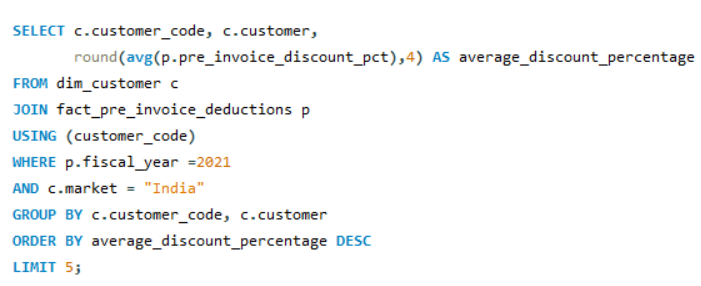 SELECT c.customer_code, c.customer,
round(avg(p.pre_invoice_discount_pct),4) AS average_discount_percentage
FROM dim_customer c
JOIN fact_pre_invoice_deductions p
USING (customer_code)
WHERE p.fiscal_year =2021
AND c.market = "India"
GROUP BY c.customer_code, c.customer
ORDER BY average_discount_percentage DESC
LIMIT 5;